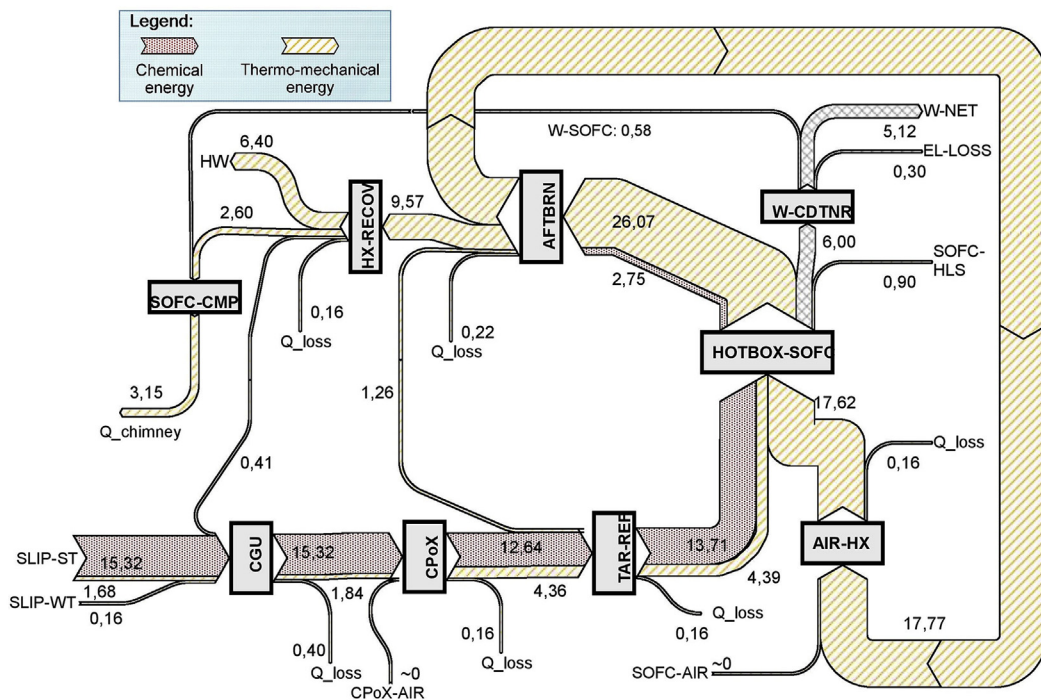 Legend:
Chemical energy
Thermo-mechanical energy
W-SOFC: 0,58
W-NET
5,12
EL-LOSS
0,30
HW
6,40
9,57
HX-RECOV
AFTBRN
26,07
W-CDTNR
6,00
SOFC-HLS
0,90
2,60
2,75
SOFC-CMP
0,16
Q_loss
0,22
Q_loss
HOTBOX-SOFC
3,15
Q_chimney
1,26
17,62
0,41
Q_loss
0,16
SLIP-ST
15,32
CGU
15,32
CPoX
12,64
TAR-REF
13,71
AIR-HX
1,68
SLIP-WT
0,16
1,84
4,36
4,39
0,40
Q_loss
~0
CPoX-AIR
0,16
Q_loss
0,16
Q_loss
17,77
SOFC-AIR
~0